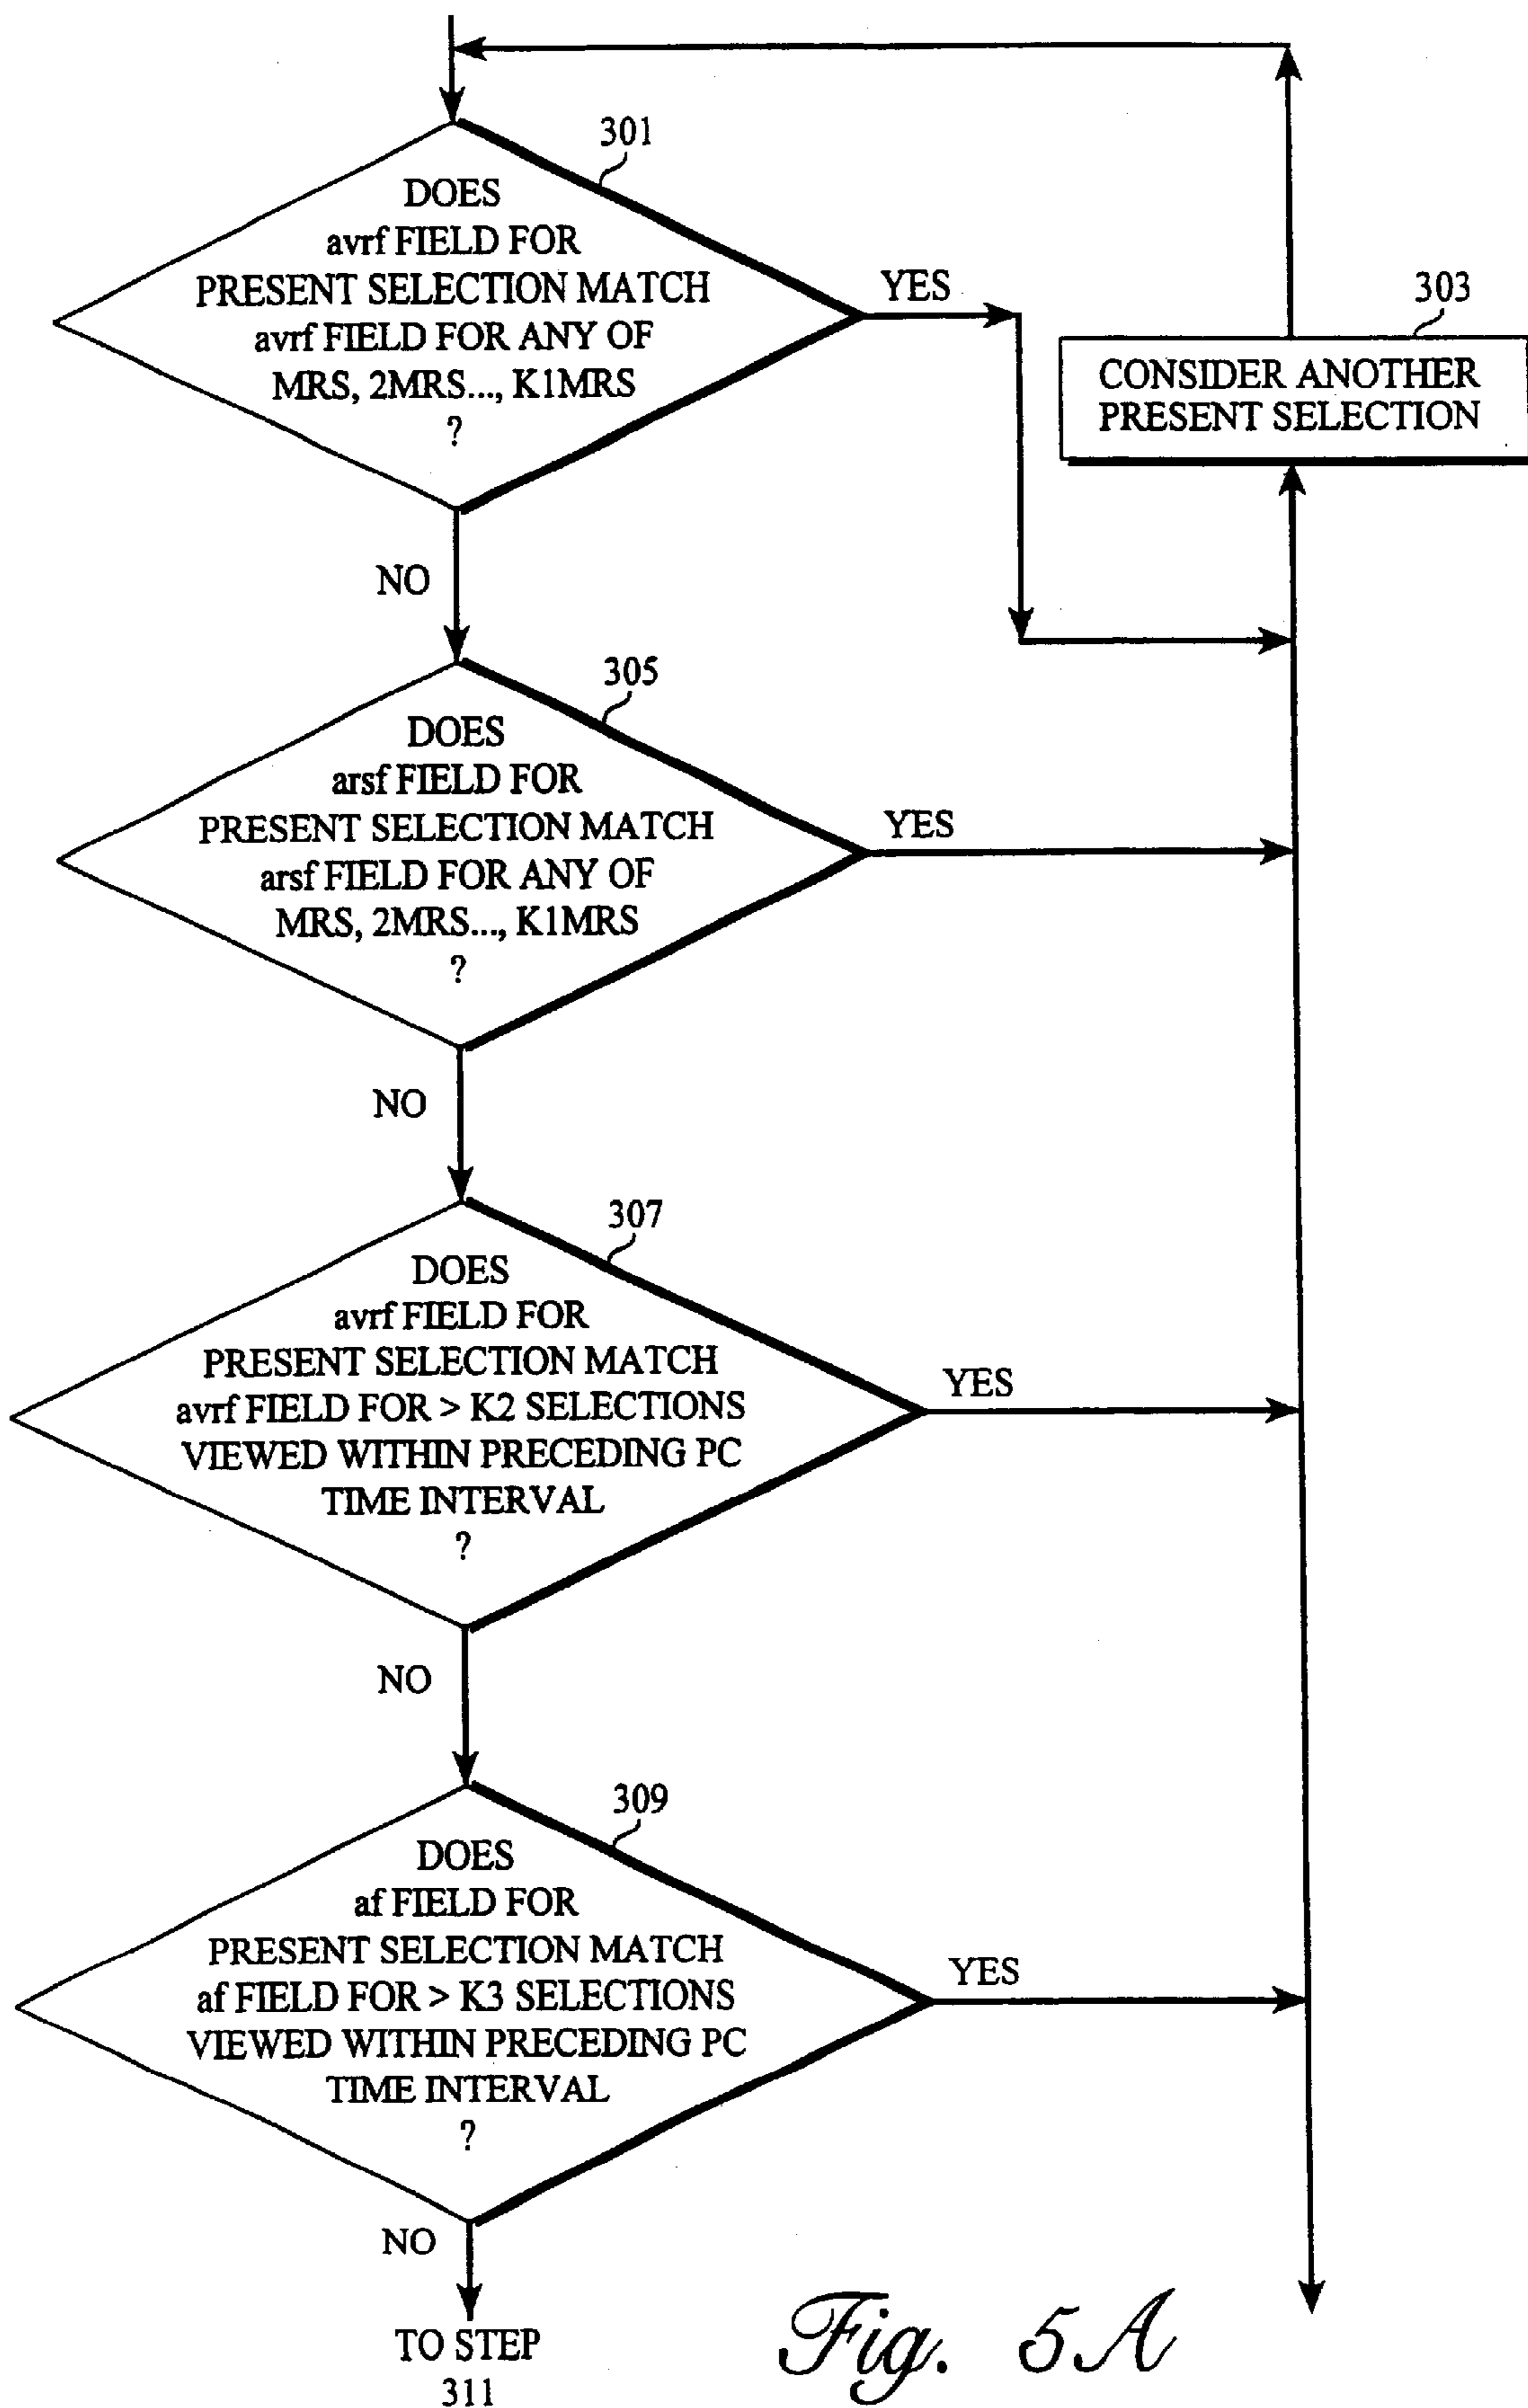 301
DOES
avrf FIELD FOR
PRESENT SELECTION MATCH
avrf FIELD FOR ANY OF
MRS, 2MRS..., K1MRS
?
YES
NO
303
CONSIDER ANOTHER
PRESENT SELECTION
305
DOES
arsf FIELD FOR
PRESENT SELECTION MATCH
arsf FIELD FOR ANY OF
MRS, 2MRS..., K1MRS
?
YES
NO
307
DOES
avrf FIELD FOR
PRESENT SELECTION MATCH
avrf FIELD FOR > K2 SELECTIONS
VIEWED WITHIN PRECEDING PC
TIME INTERVAL
?
YES
NO
309
DOES
af FIELD FOR
PRESENT SELECTION MATCH
af FIELD FOR > K3 SELECTIONS
VIEWED WITHIN PRECEDING PC
TIME INTERVAL
?
YES
NO
TO STEP
311
Fig. 5A